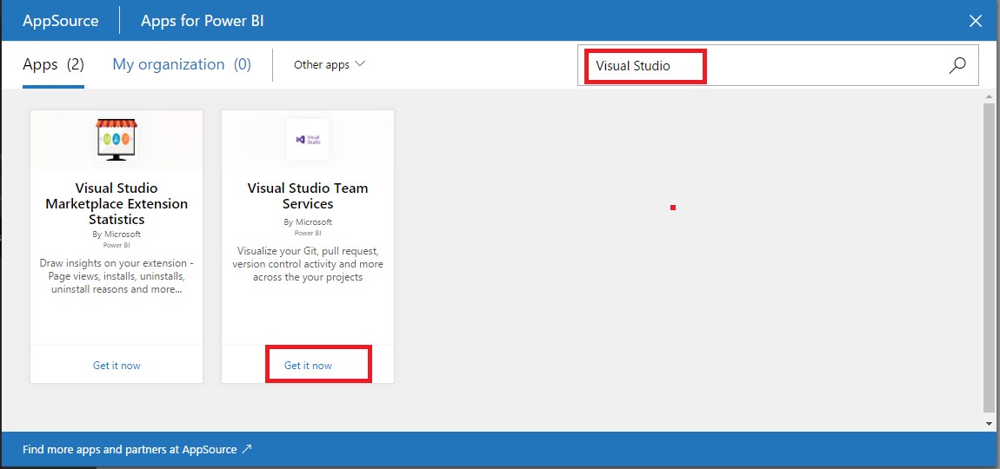 AppSource
Apps for Power BI
Apps (2)
My organization (0)
Other apps
Visual Studio
Visual Studio
Marketplace Extension
Statistics
By Microsoft
Power BI
Draw insights on your extension -
Page views, installs, uninstalls,
uninstall reasons and more...
Get it now
Visual
Studio
Visual Studio Team
Services
By Microsoft
Power BI
Visualize your Git, pull request,
version control activity and more
across the your projects
Get it now
Find more apps and partners at AppSource